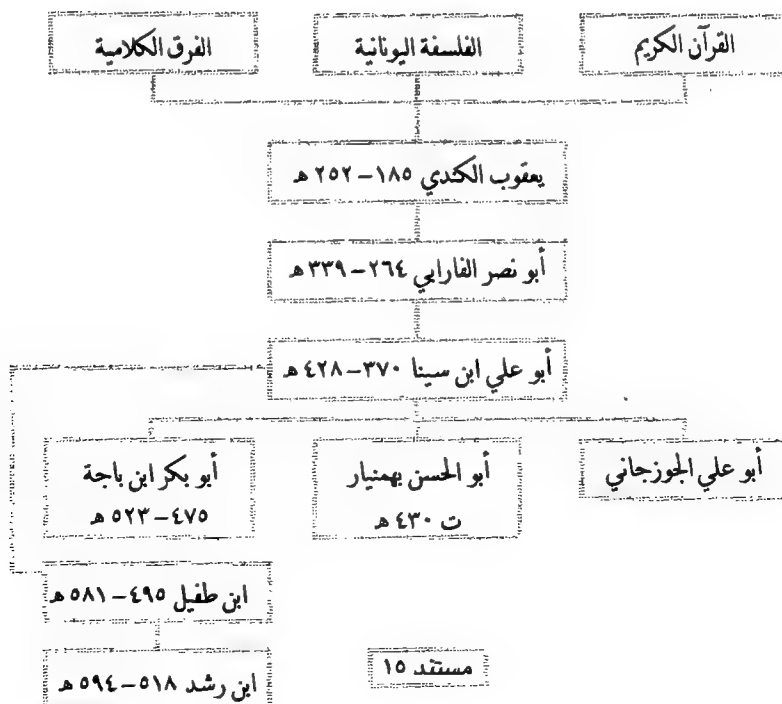 القرآن الكريم
الفلسفة اليونانية
الفرق الكلامية
يعقوب الكندي ١٨٥-٢٥٢ هـ
أبو نصر الفارابي ٢٦٤-٣٣٩ هـ
أبو علي ابن سينا ٣٧٠-٤٢٨ هـ
أبو علي الجوزجاني
أبو الحسن بهمنيار
ت ٤٣٠ هـ
أبو بكر ابن باجة
٤٧٥-٥٢٣ هـ
ابن طفيل ٤٩٥-٥٨١ هـ
ابن رشد ٥١٨-٥٩٤ هـ
مستند ١٥